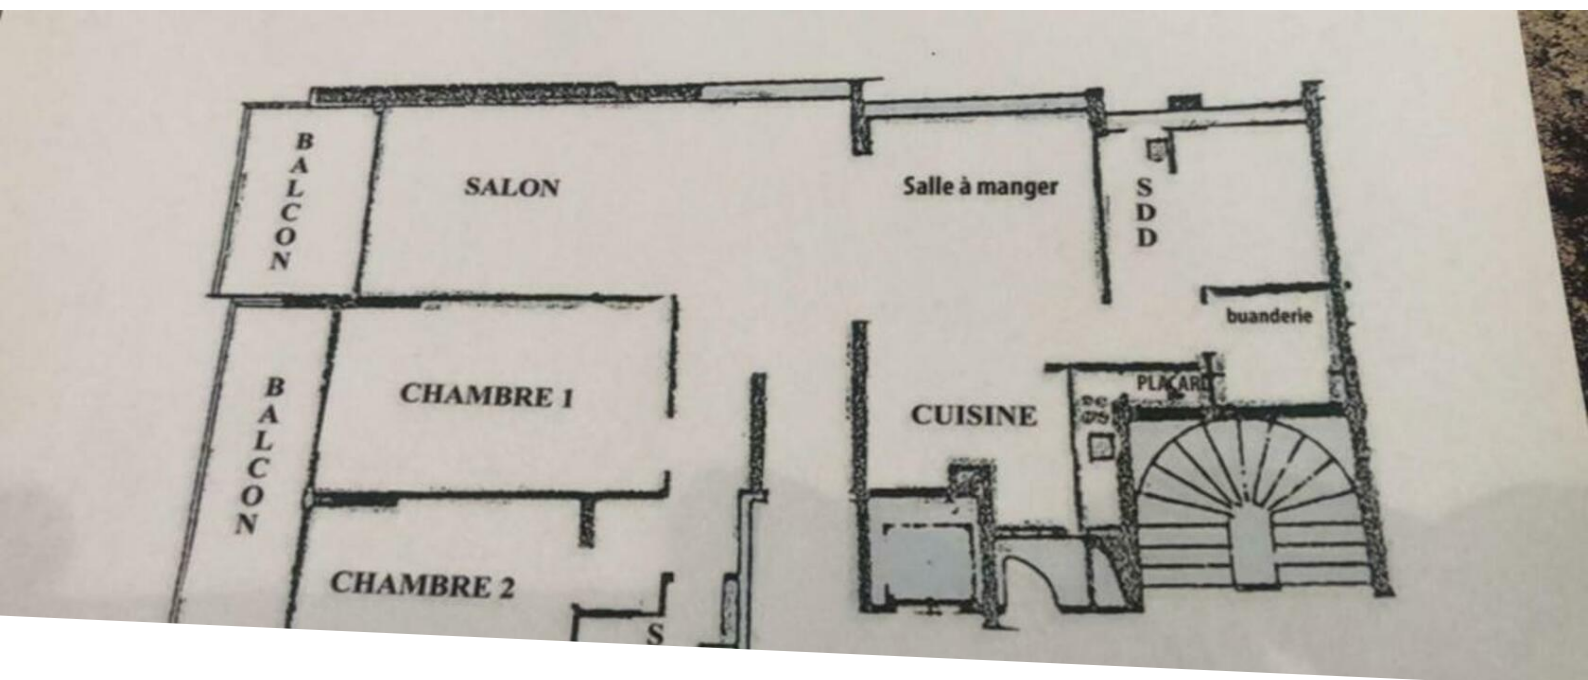 BALCON
SALON
Salle à manger
SDD
buanderie
BALCON
CHAMBRE 1
PLACARD
CUISINE
CHAMBRE 2
S